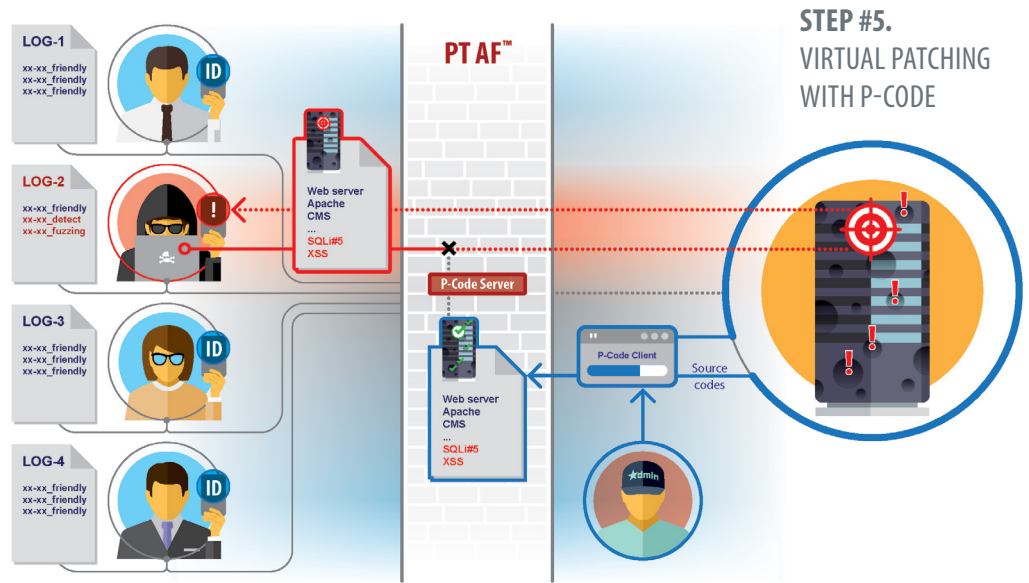 STEP #5.
VIRTUAL PATCHING
WITH P-CODE
PT AF™
LOG-1
xx-xx_friendly
xx-xx_friendly
xx-xx_friendly
ID
LOG-2
xx-xx_friendly
xx-xx_detect
xx-xx_fuzzing
!
Web server
Apache
CMS
...
SQLi#5
XSS
P-Code Server
LOG-3
xx-xx_friendly
xx-xx_friendly
xx-xx_friendly
ID
Web server
Apache
CMS
...
SQLi#5
XSS
P-Code Client
Source
codes
Admin
LOG-4
xx-xx_friendly
xx-xx_friendly
xx-xx_friendly
ID
!
!
!
!